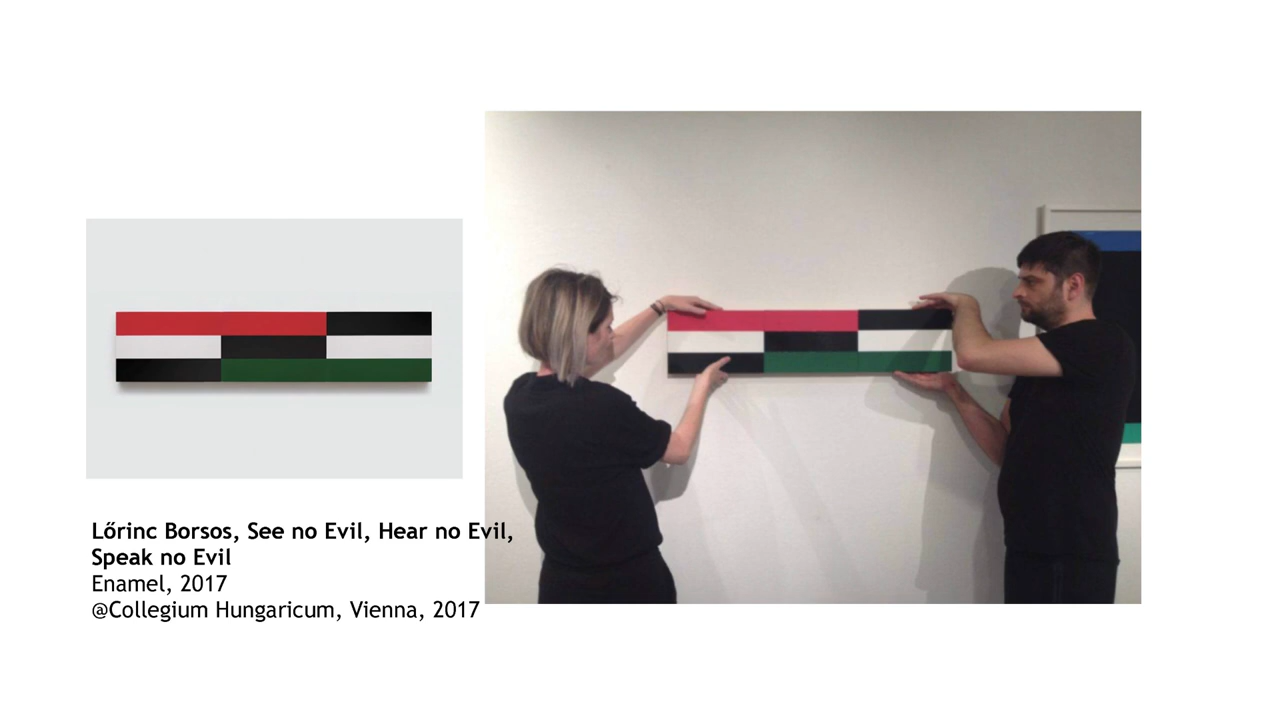 Lőrinc Borsos, See no Evil, Hear no Evil,
Speak no Evil
Enamel, 2017
@Collegium Hungaricum, Vienna, 2017